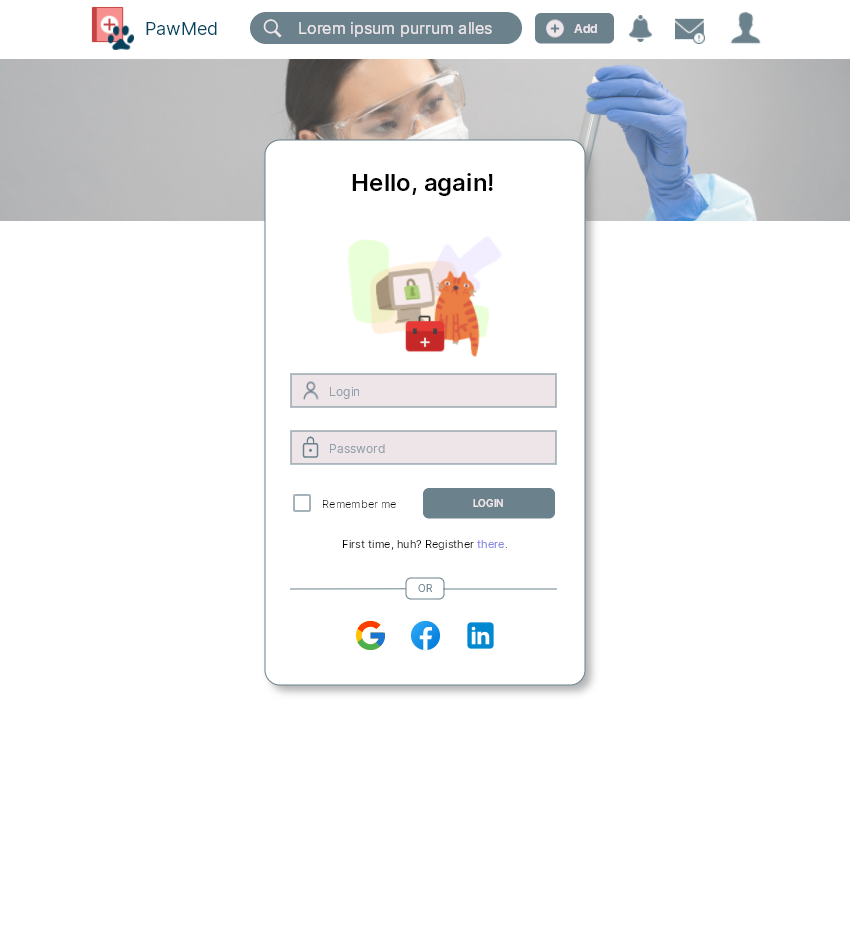 PawMed
Lorem ipsum purrum alles
Add
Hello, again!
Login
Password
Remember me
LOGIN
First time, huh? Registher there.
OR
in